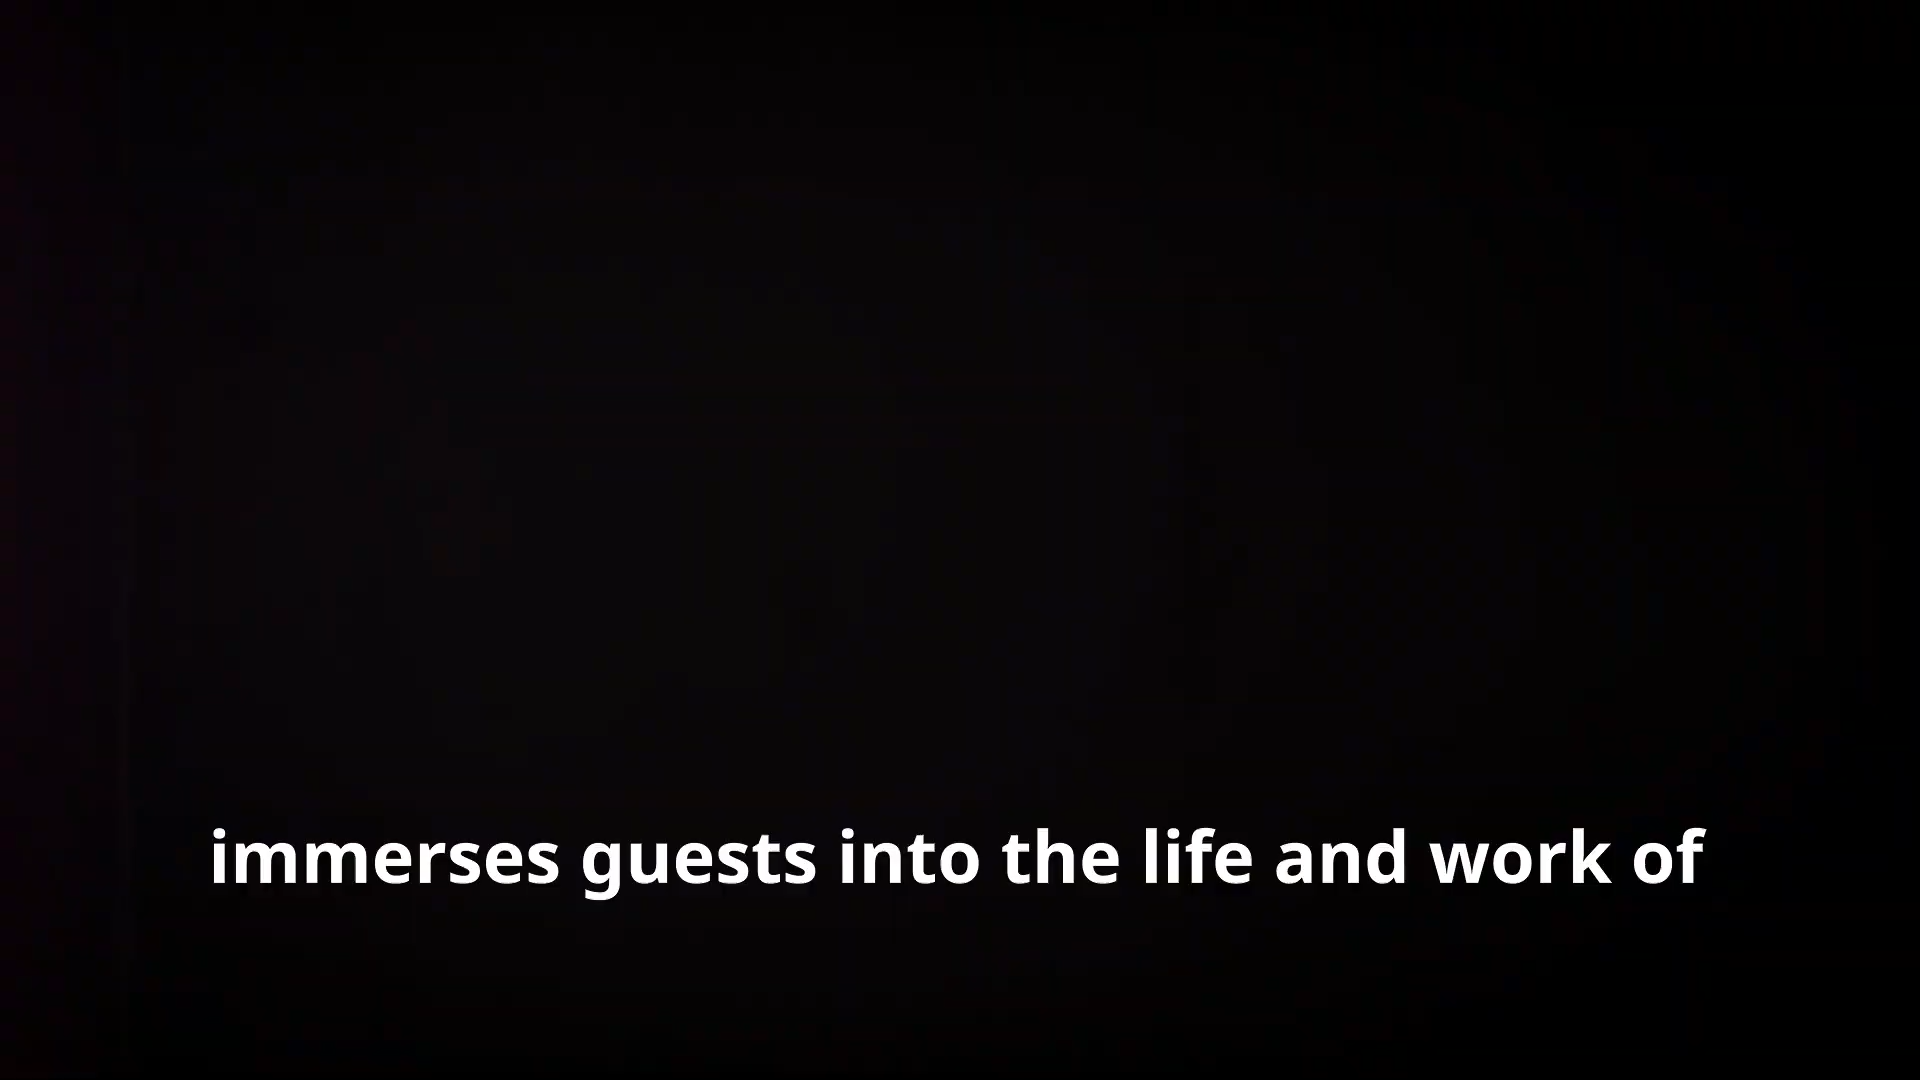 immerses guests into the life and work of